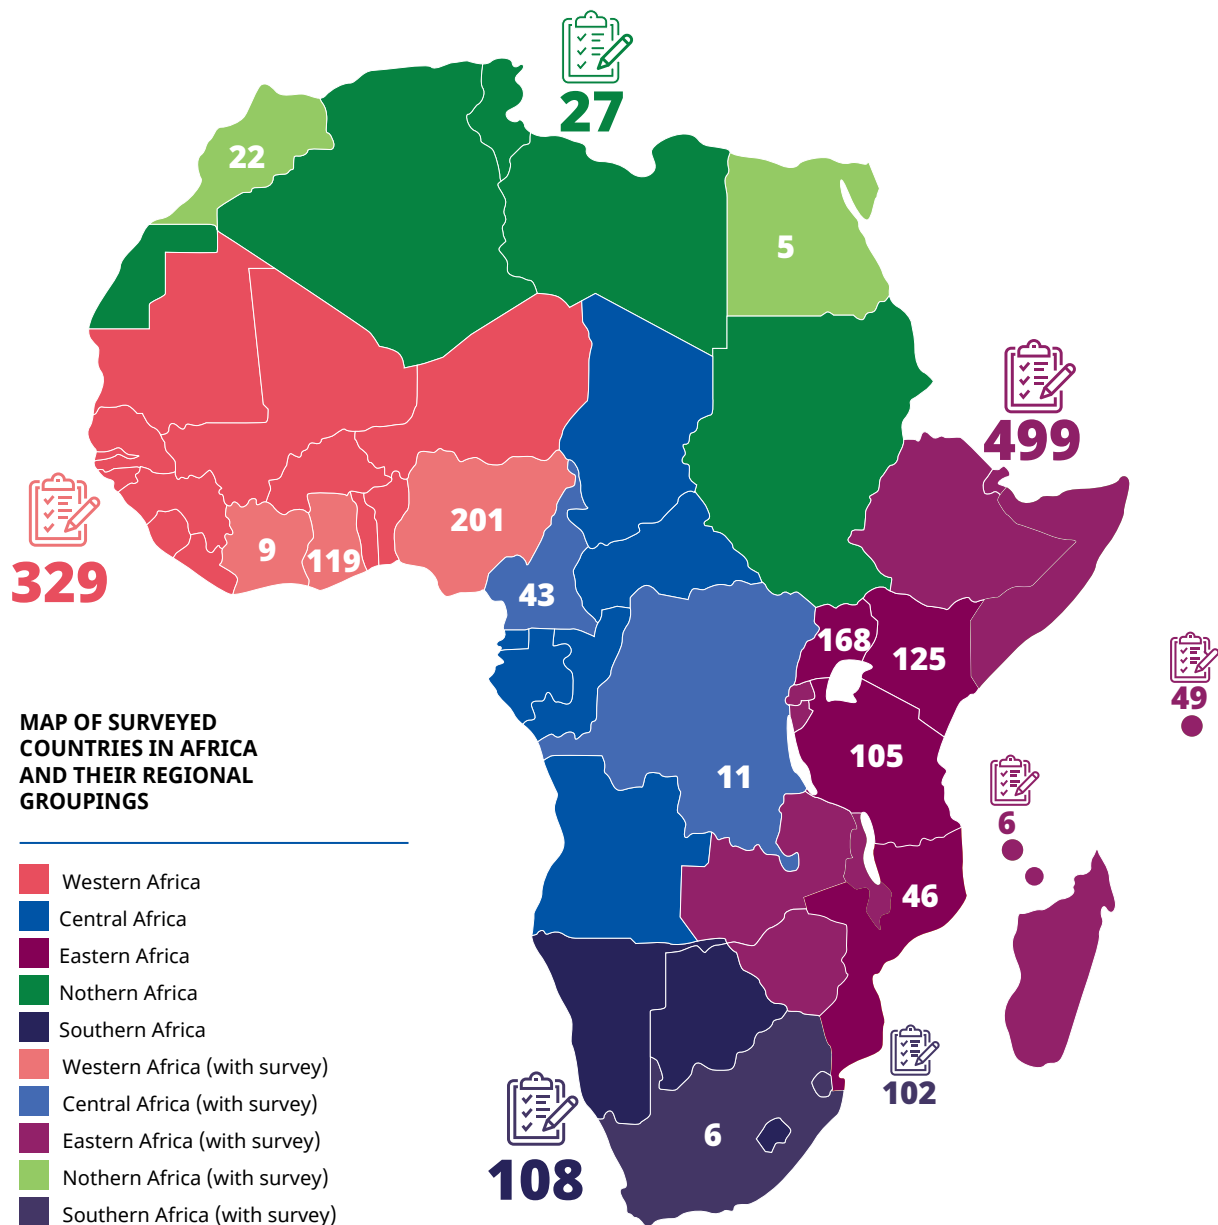 27
22
5
499
201
9
119
329
43
168
125
49
105
11
6
46
102
6
108
MAP OF SURVEYED
COUNTRIES IN AFRICA
AND THEIR REGIONAL
GROUPINGS
Western Africa
Central Africa
Eastern Africa
Nothern Africa
Southern Africa
Western Africa (with survey)
Central Africa (with survey)
Eastern Africa (with survey)
Nothern Africa (with survey)
Southern Africa (with survey)